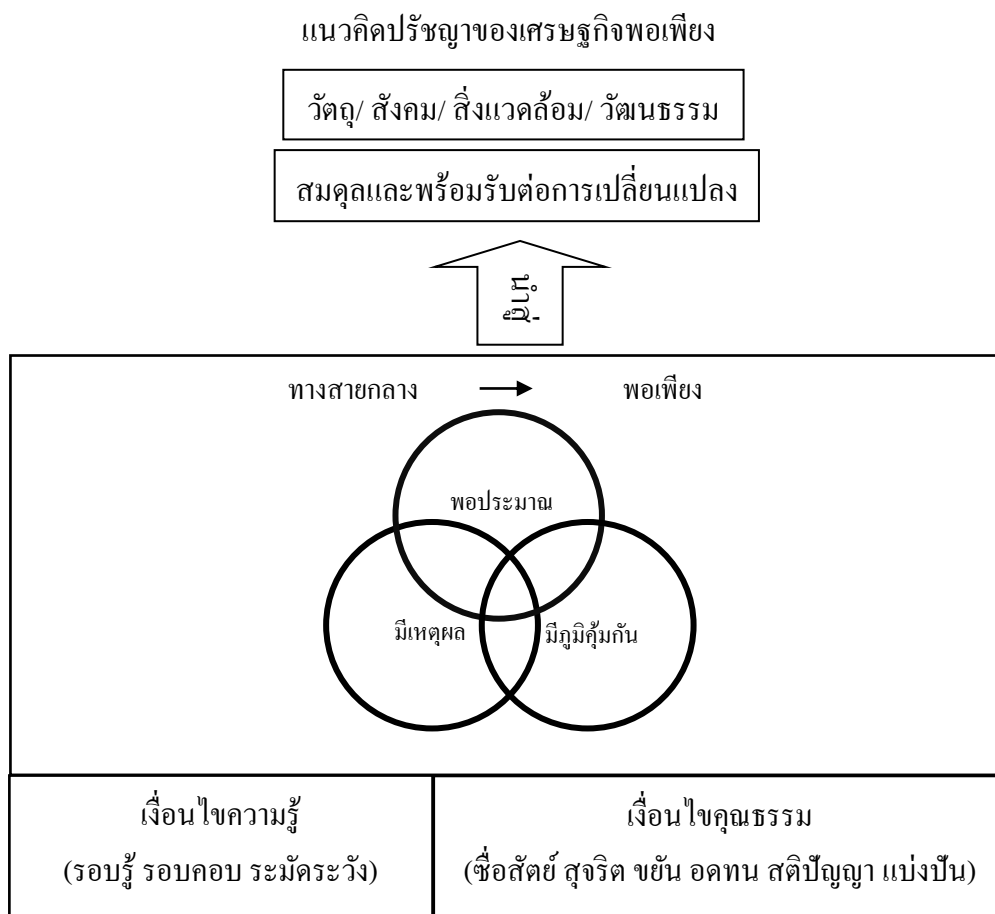 แนวคิดปรัชญาของเศรษฐกิจพอเพียง
วัตถุ/ สังคม/ สิ่งแวดล้อม/ วัฒนธรรม
สมดุลและพร้อมรับต่อการเปลี่ยนแปลง
นำสู่
ทางสายกลาง พอเพียง
พอประมาณ
มีเหตุผล มีภูมิคุ้มกัน
เงื่อนไขความรู้
(รอบรู้ รอบคอบ ระมัดระวัง)
เงื่อนไขคุณธรรม
(ซื่อสัตย์ สุจริต ขยัน อดทน สติปัญญา แบ่งปัน)